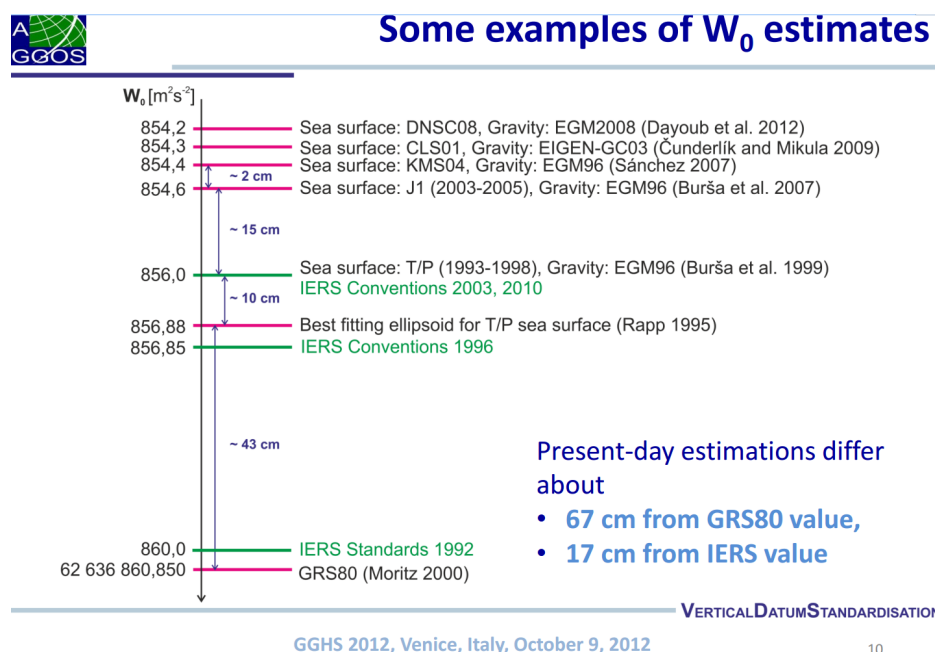 A
GGOS
Some examples of W₀ estimates
W₀ [m²s⁻²]
854,2 Sea surface: DNSC08, Gravity: EGM2008 (Dayoub et al. 2012)
854,3 Sea surface: CLS01, Gravity: EIGEN-GC03 (Čunderlík and Mikula 2009)
854,4 Sea surface: KMS04, Gravity: EGM96 (Sánchez 2007)
~ 2 cm
854,6 Sea surface: J1 (2003-2005), Gravity: EGM96 (Burša et al. 2007)
~ 15 cm
856,0 Sea surface: T/P (1993-1998), Gravity: EGM96 (Burša et al. 1999)
IERS Conventions 2003, 2010
~ 10 cm
856,88 Best fitting ellipsoid for T/P sea surface (Rapp 1995)
856,85 IERS Conventions 1996
~ 43 cm
Present-day estimations differ
about
• 67 cm from GRS80 value,
• 17 cm from IERS value
860,0 IERS Standards 1992
62 636 860,850 GRS80 (Moritz 2000)
VERTICALDATUMSTANDARDISATION
GGHS 2012, Venice, Italy, October 9, 2012
10